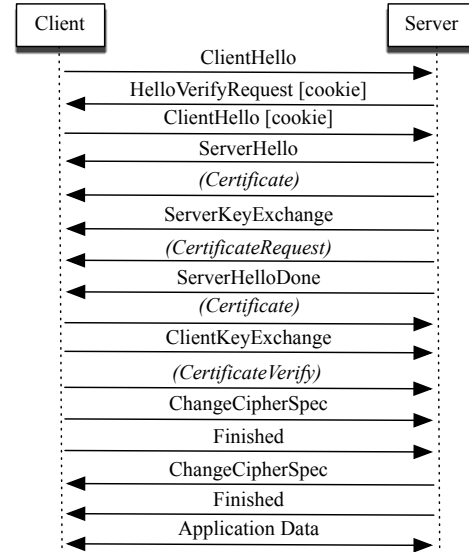 Client
Server
ClientHello
HelloVerifyRequest [cookie]
ClientHello [cookie]
ServerHello
(Certificate)
ServerKeyExchange
(CertificateRequest)
ServerHelloDone
(Certificate)
ClientKeyExchange
(CertificateVerify)
ChangeCipherSpec
Finished
ChangeCipherSpec
Finished
Application Data